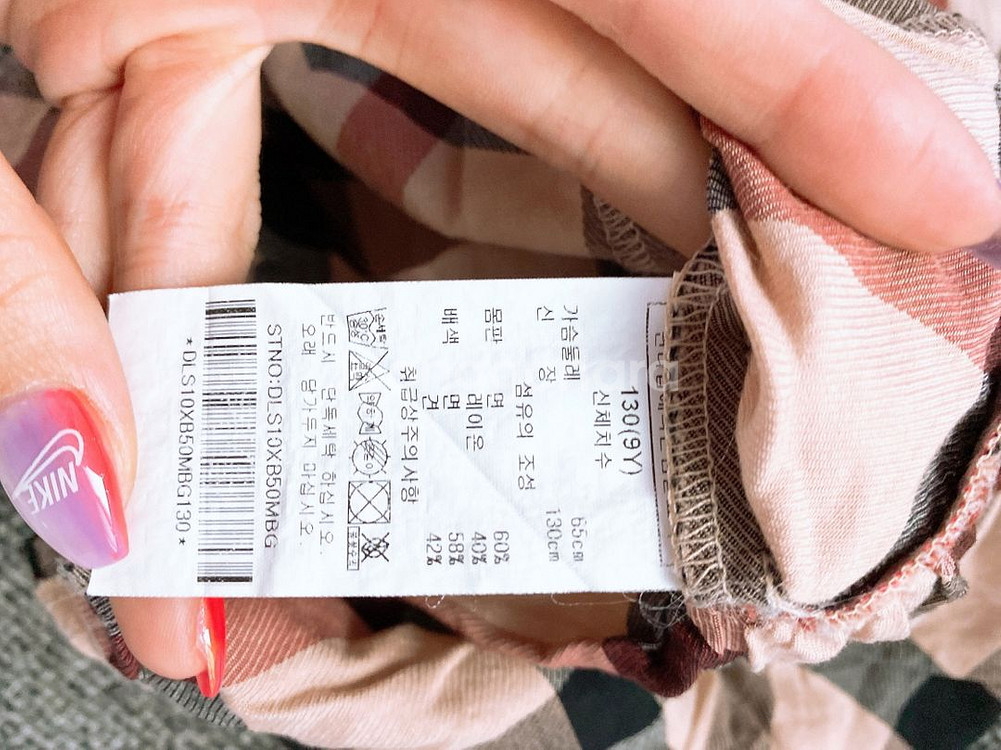 130(9Y)
신체치수
가슴둘레 65cm
신 장 130cm
섬유의 조성
몸판 면 60%
레이온 40%
배색 면 58%
견 42%
취급상주의사항
반드시 단독세탁 하십시오.
오래 담가두지 마십시오.
STNO:DLS10XB50MBG
*DLS10XB50MBG130*
NIKE